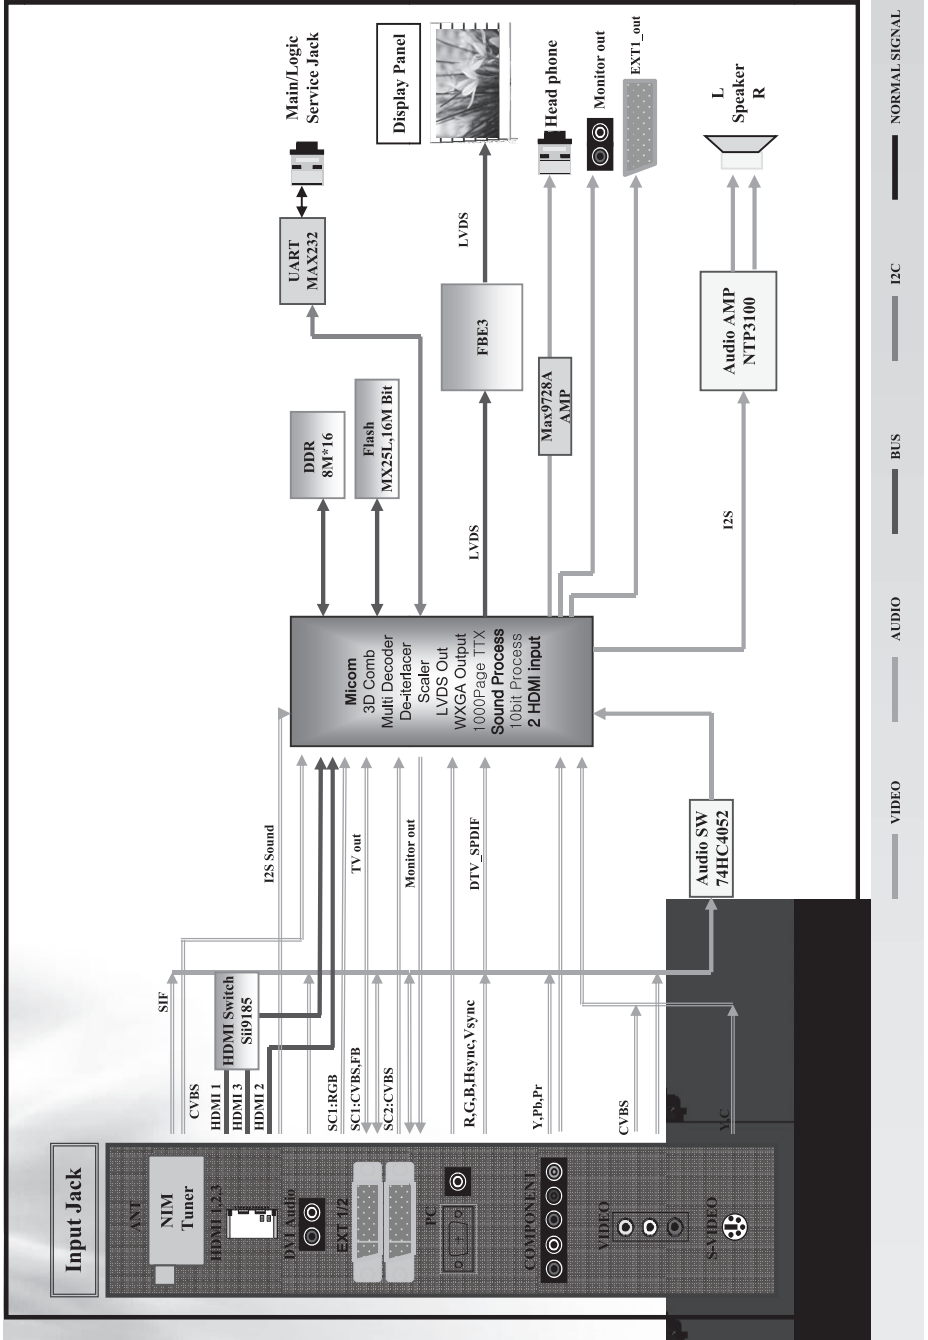 Input Jack
ANT
NIM
Tuner
HDMI 1,2,3
DVI Audio
EXT 1/2
PC
COMPONENT
VIDEO
S-VIDEO
SIF
CVBS
HDMI 1
HDMI 3
HDMI 2
HDMI Switch
Sii9185
SC1:RGB
SC1:CVBS,FB
SC2:CVBS
R,G,B,Hsync,Vsync
Y,Pb,Pr
CVBS
Y,C
I2S Sound
TV out
Monitor out
DTV_SPDIF
Audio SW
74HC4052
Micom
3D Comb
Multi Decoder
De-iterlacer
Scaler
LVDS Out
WXGA Output
1000Page TTX
Sound Process
10bit Process
2 HDMI input
DDR
8M*16
Flash
MX25L,16M Bit
LVDS
I2S
UART
MAX232
FBE3
Max9728A
AMP
Audio AMP
NTP3100
LVDS
Main/Logic
Service Jack
Display Panel
Head phone
Monitor out
EXT1_out
L
Speaker
R
VIDEO
AUDIO
BUS
I2C
NORMAL SIGNAL